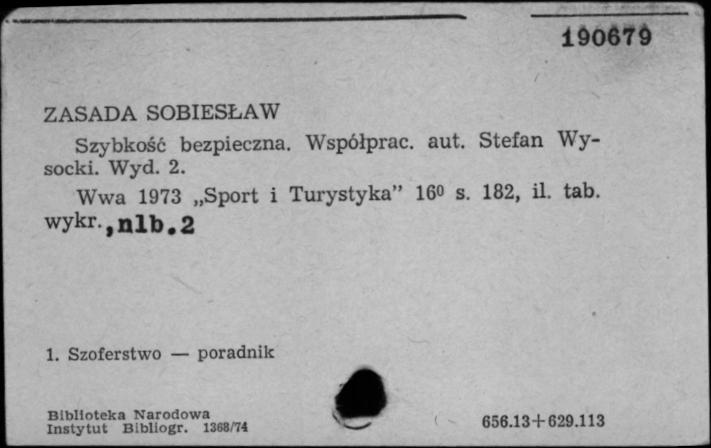 190679
ZASADA SOBIESŁAW
Szybkość bezpieczna. Współprac. aut. Stefan Wy-
socki. Wyd. 2.
Wwa 1973 „Sport i Turystyka” 16⁰ s. 182, il. tab.
wykr., nlb.2
1. Szoferstwo — poradnik
Biblioteka Narodowa
Instytut Bibliogr. 1368/74
656.13+629.113